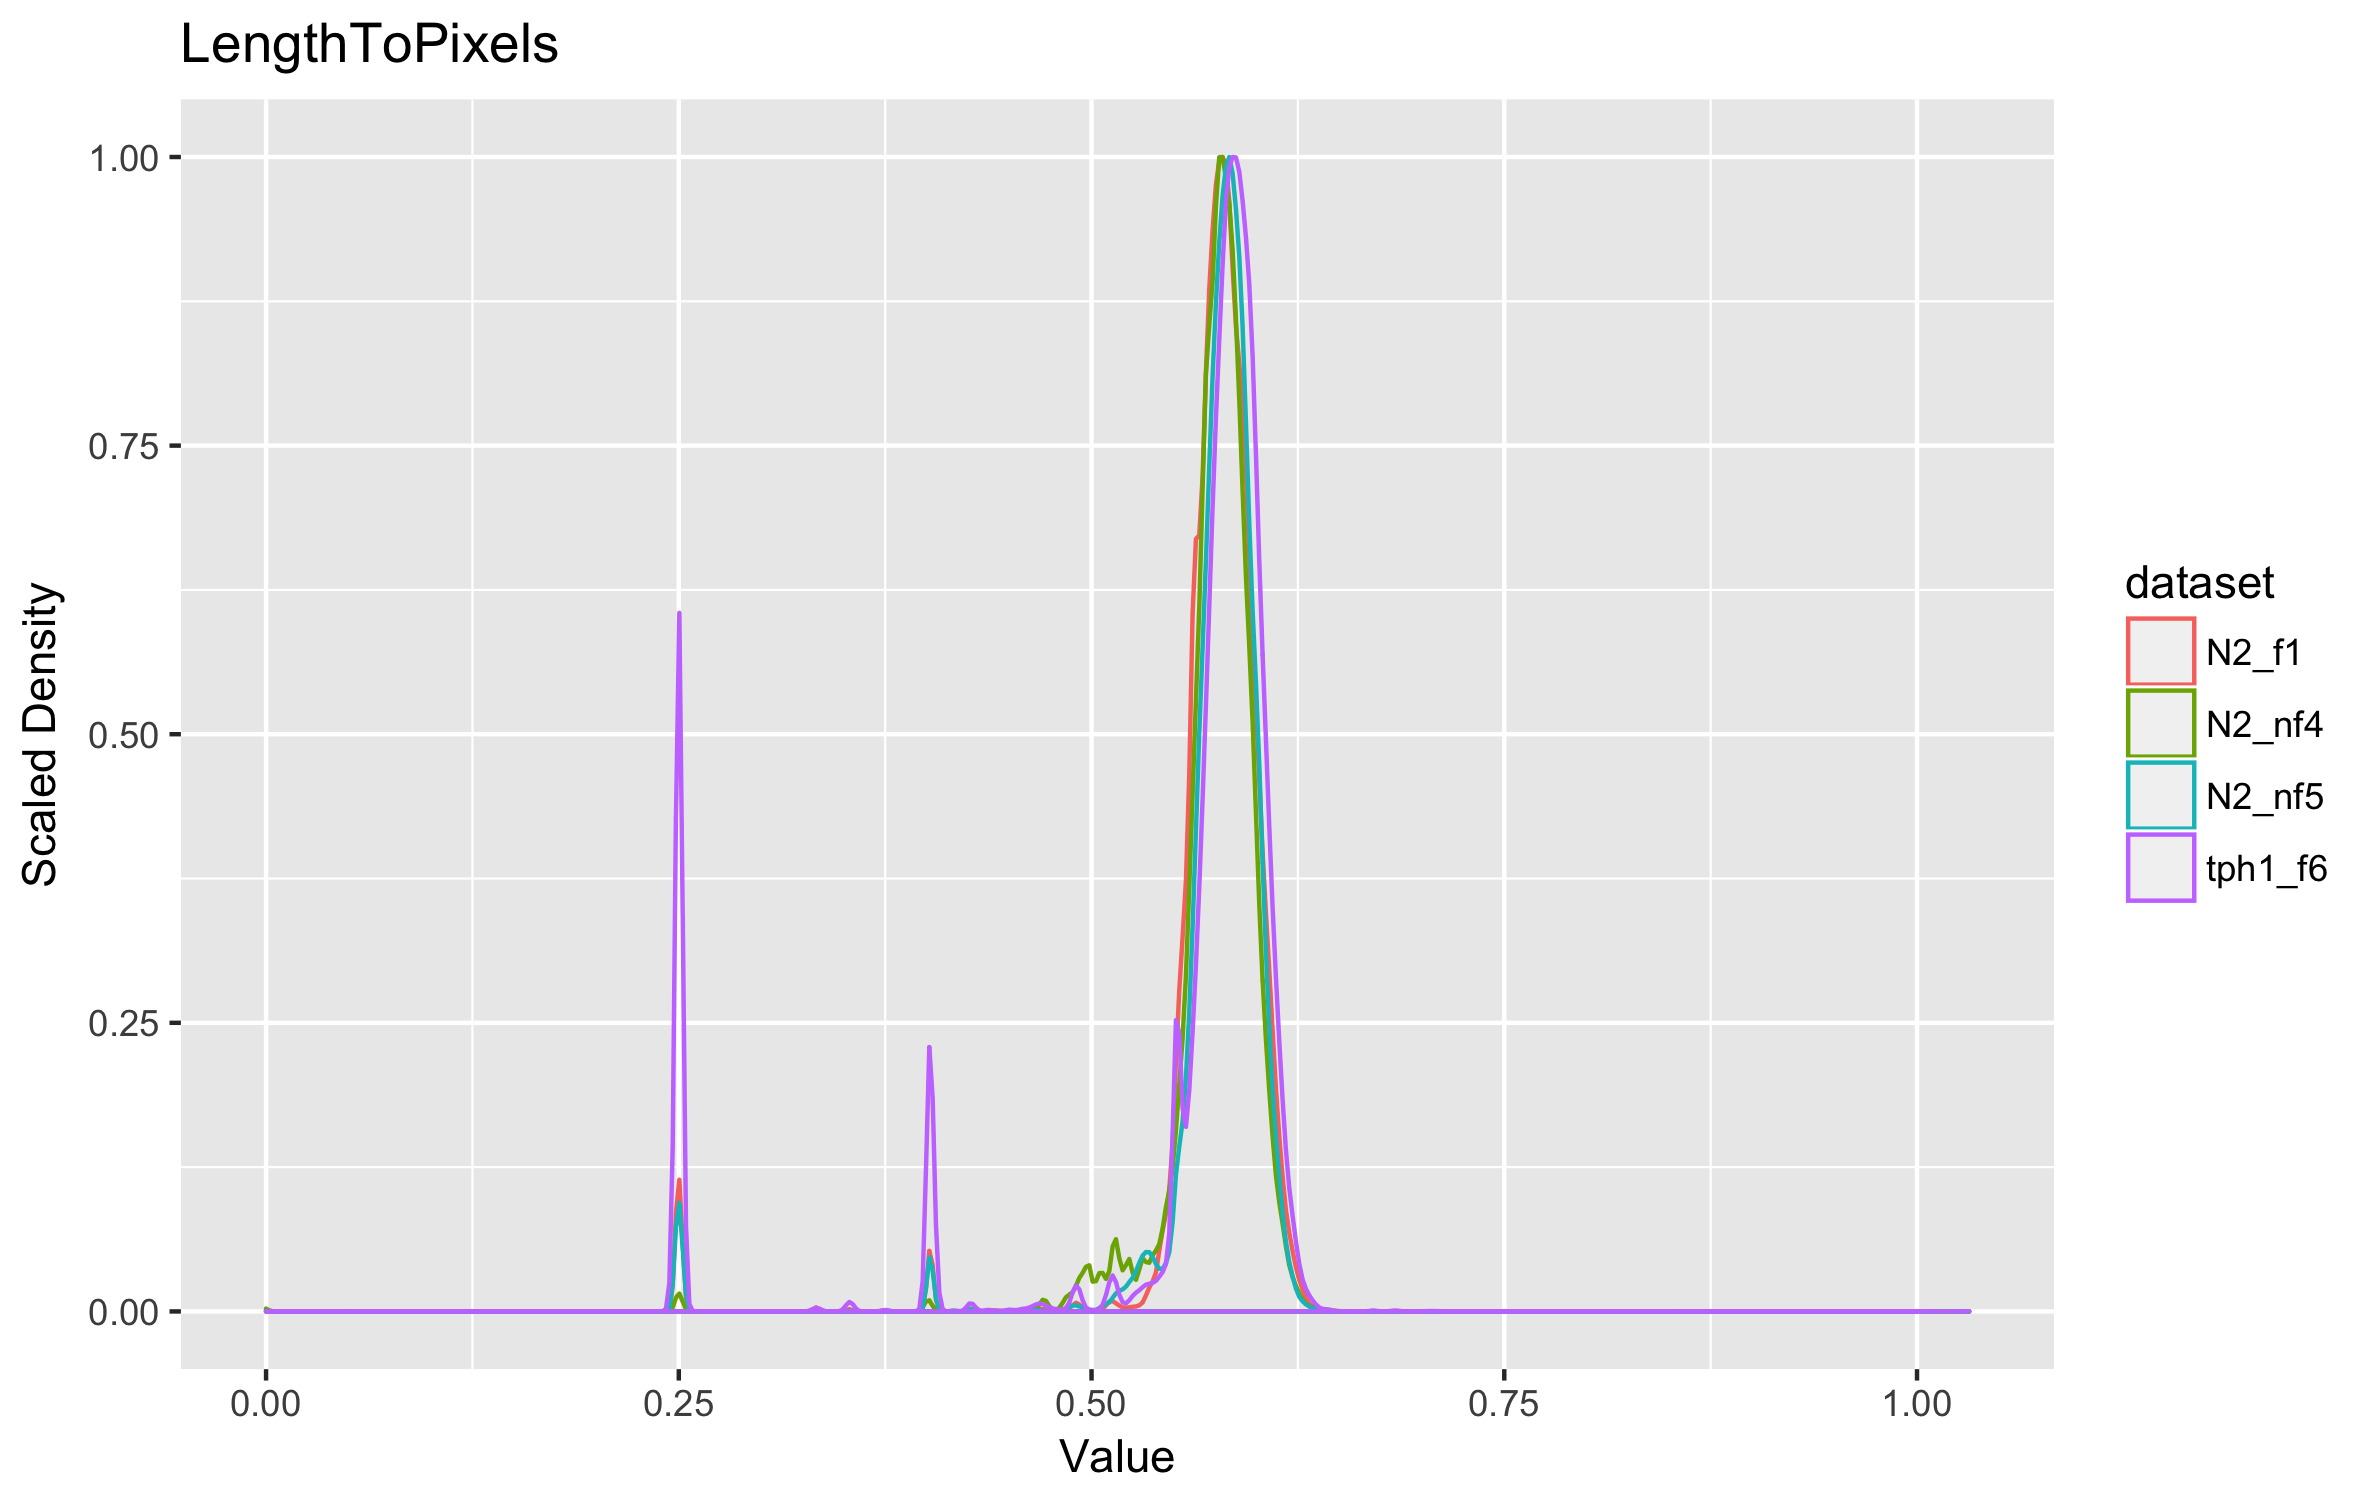 LengthToPixels
1.00
0.75
0.50
0.25
0.00
Scaled Density
0.00 0.25 0.50 0.75 1.00
Value
dataset
N2_f1
N2_nf4
N2_nf5
tph1_f6